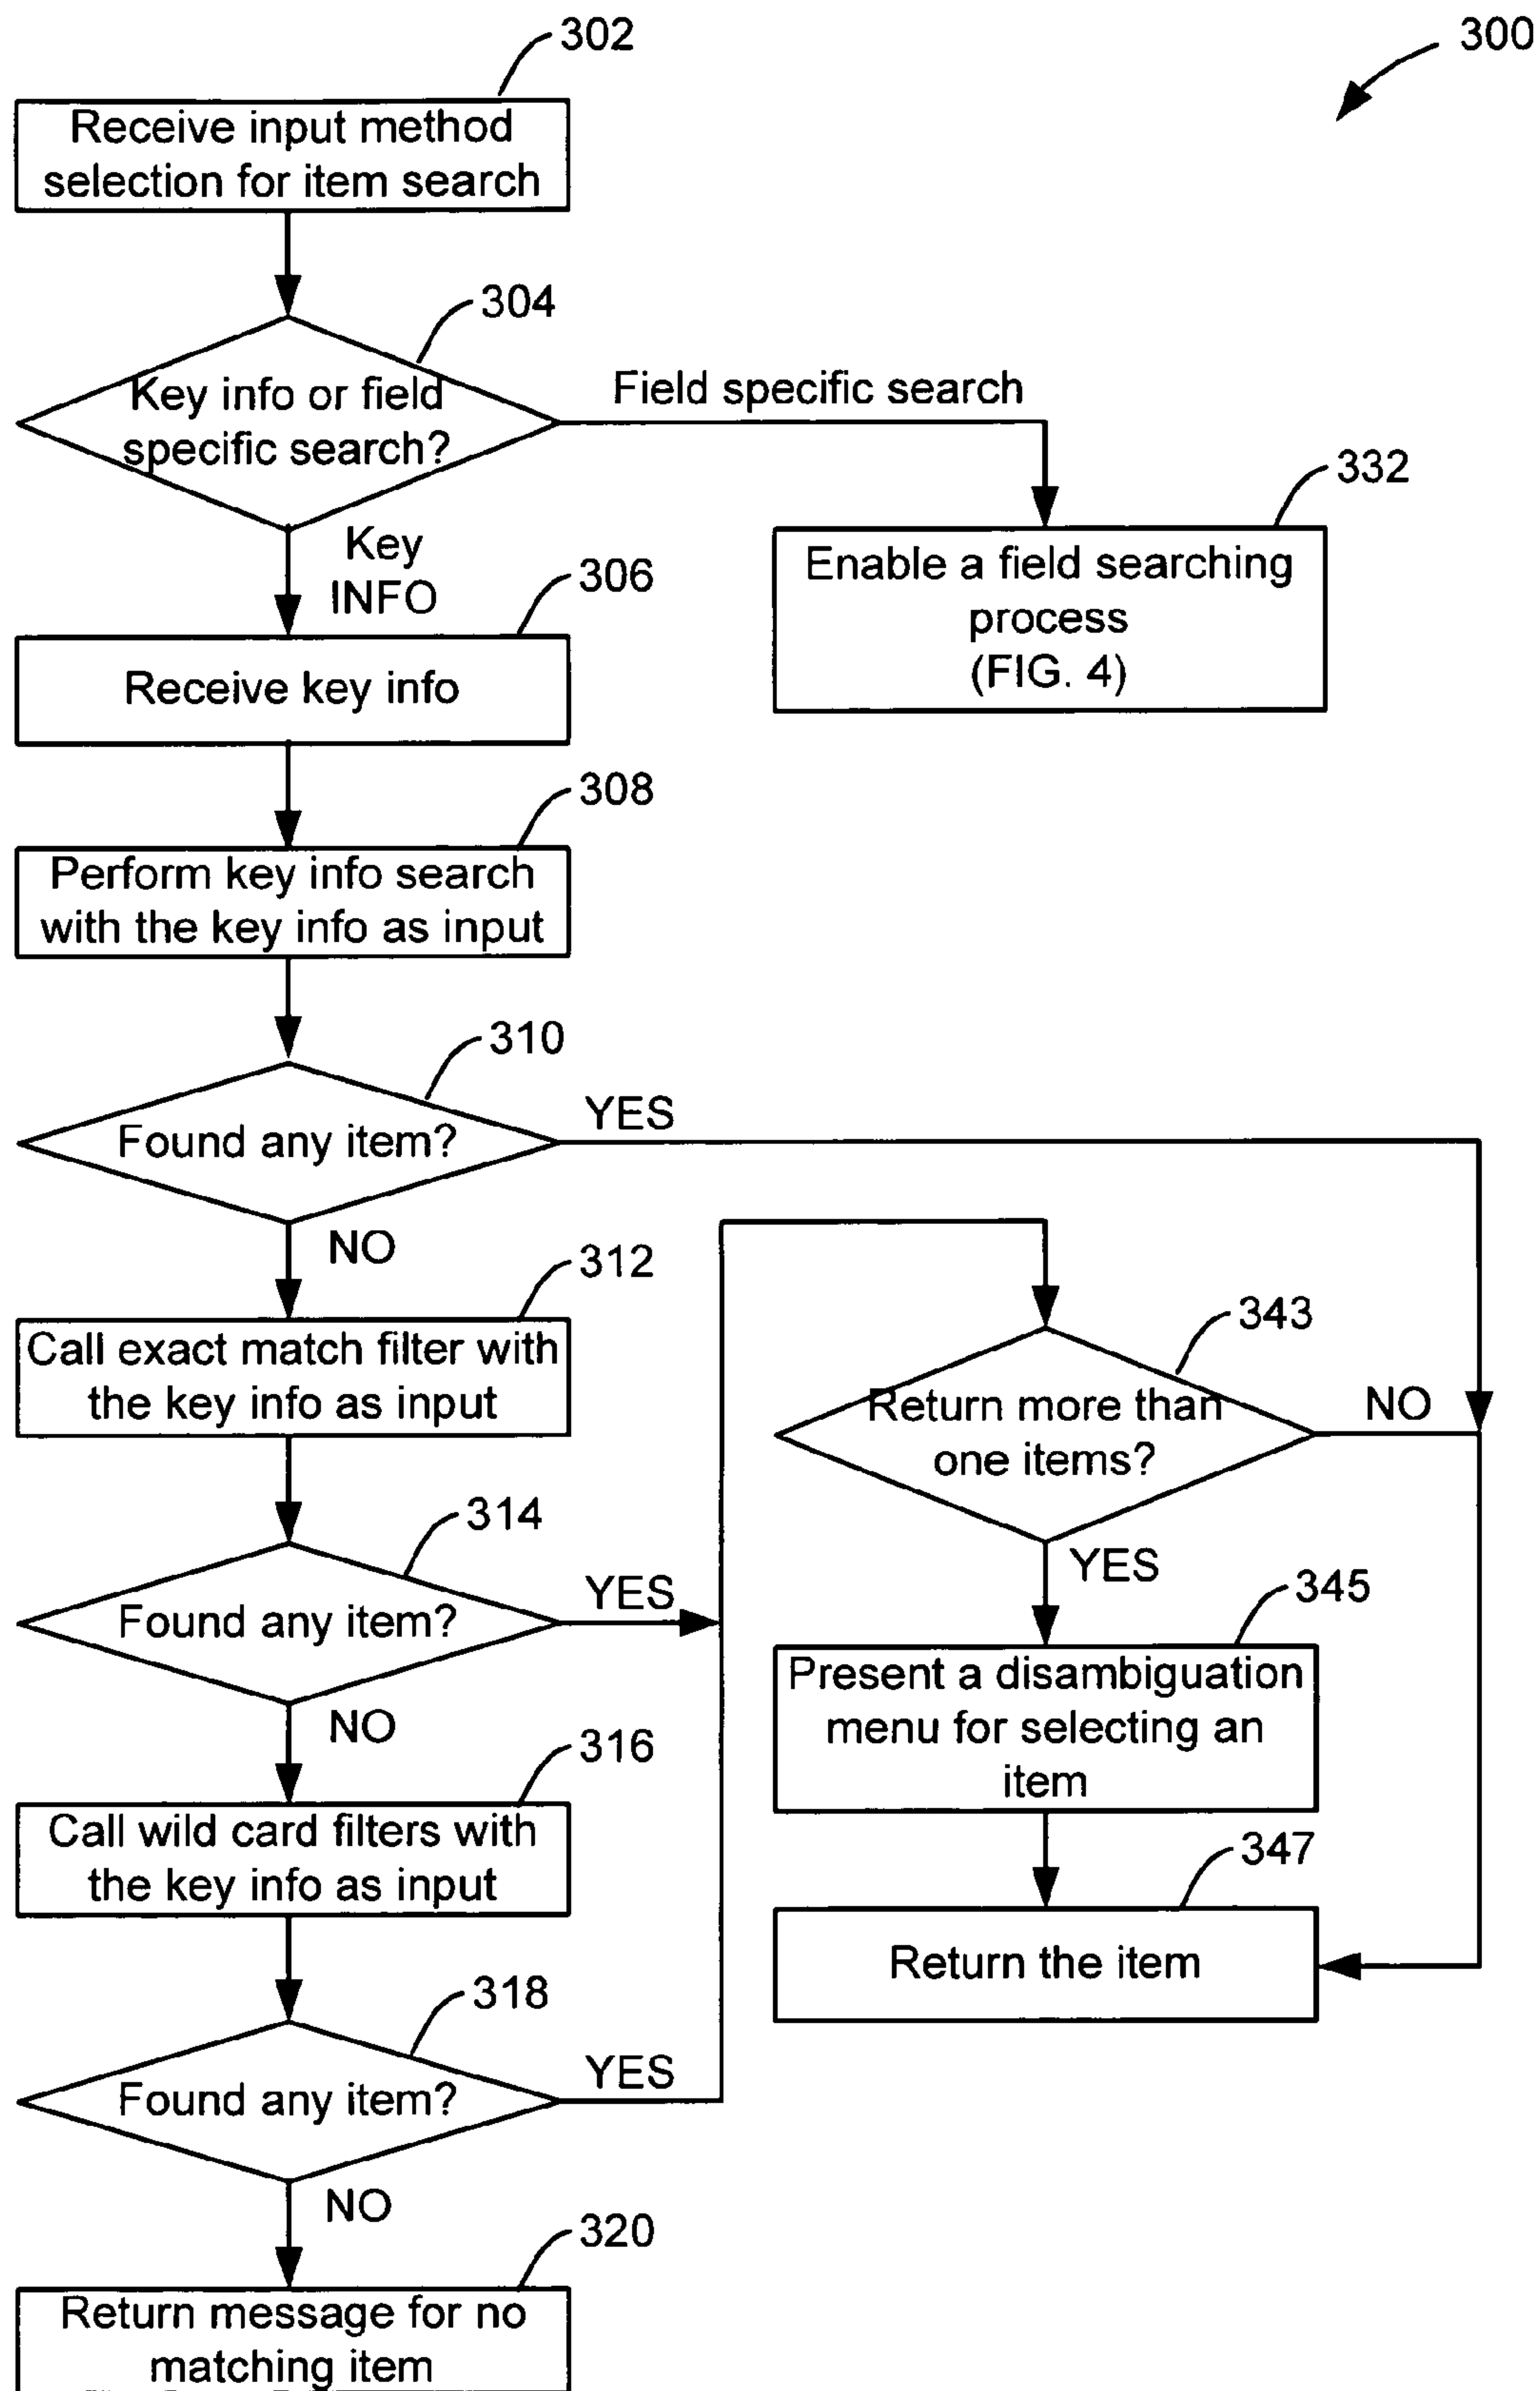 302
300
Receive input method
selection for item search
304
Key info or field
specific search?
Field specific search
332
Enable a field searching
process
(FIG. 4)
Key
INFO
306
Receive key info
308
Perform key info search
with the key info as input
310
Found any item?
YES
NO
312
Call exact match filter with
the key info as input
343
Return more than
one items?
NO
314
Found any item?
YES
YES
345
Present a disambiguation
menu for selecting an
item
NO
316
Call wild card filters with
the key info as input
347
Return the item
318
Found any item?
YES
NO
320
Return message for no
matching item